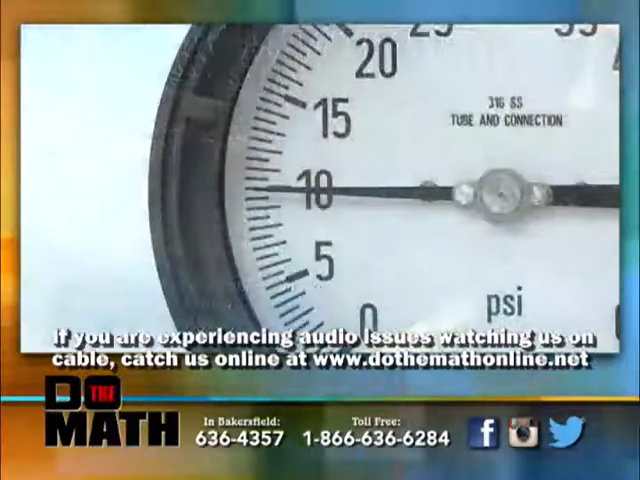 25
35
20
316 SS
TUBE AND CONNECTION
15
10
5
0
psi
If you are experiencing audio issues watching us on
cable, catch us online at www.dothemathonline.net
DO THE
MATH
In Bakersfield:
636-4357
Toll Free:
1-866-636-6284